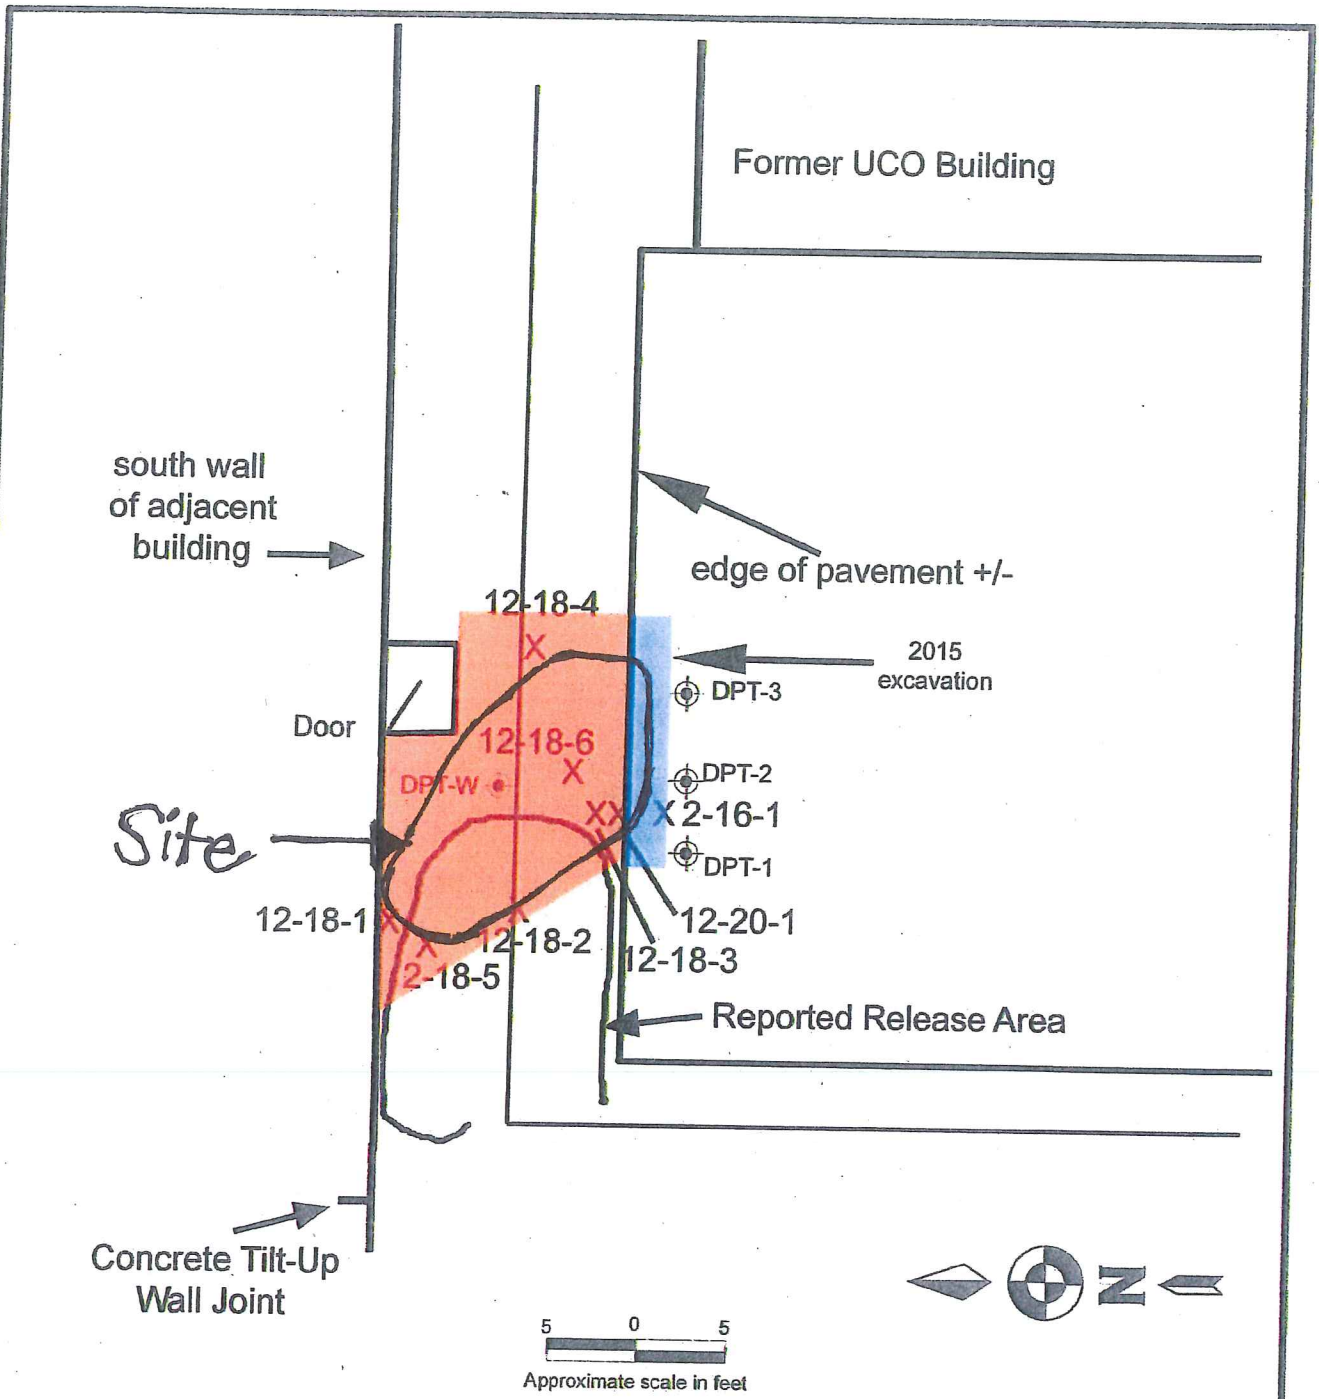 Former UCO Building
south wall
of adjacent
building
edge of pavement +/-
12-18-4
2015
excavation
DPT-3
Door
12-18-6
DPT-W
DPT-2
X
X
XX
X 2-16-1
Site
DPT-1
12-18-1
X
X
12-20-1
12-18-2
12-18-3
2-18-5
Reported Release Area
Concrete Tilt-Up
Wall Joint
N
5 0 5
Approximate scale in feet